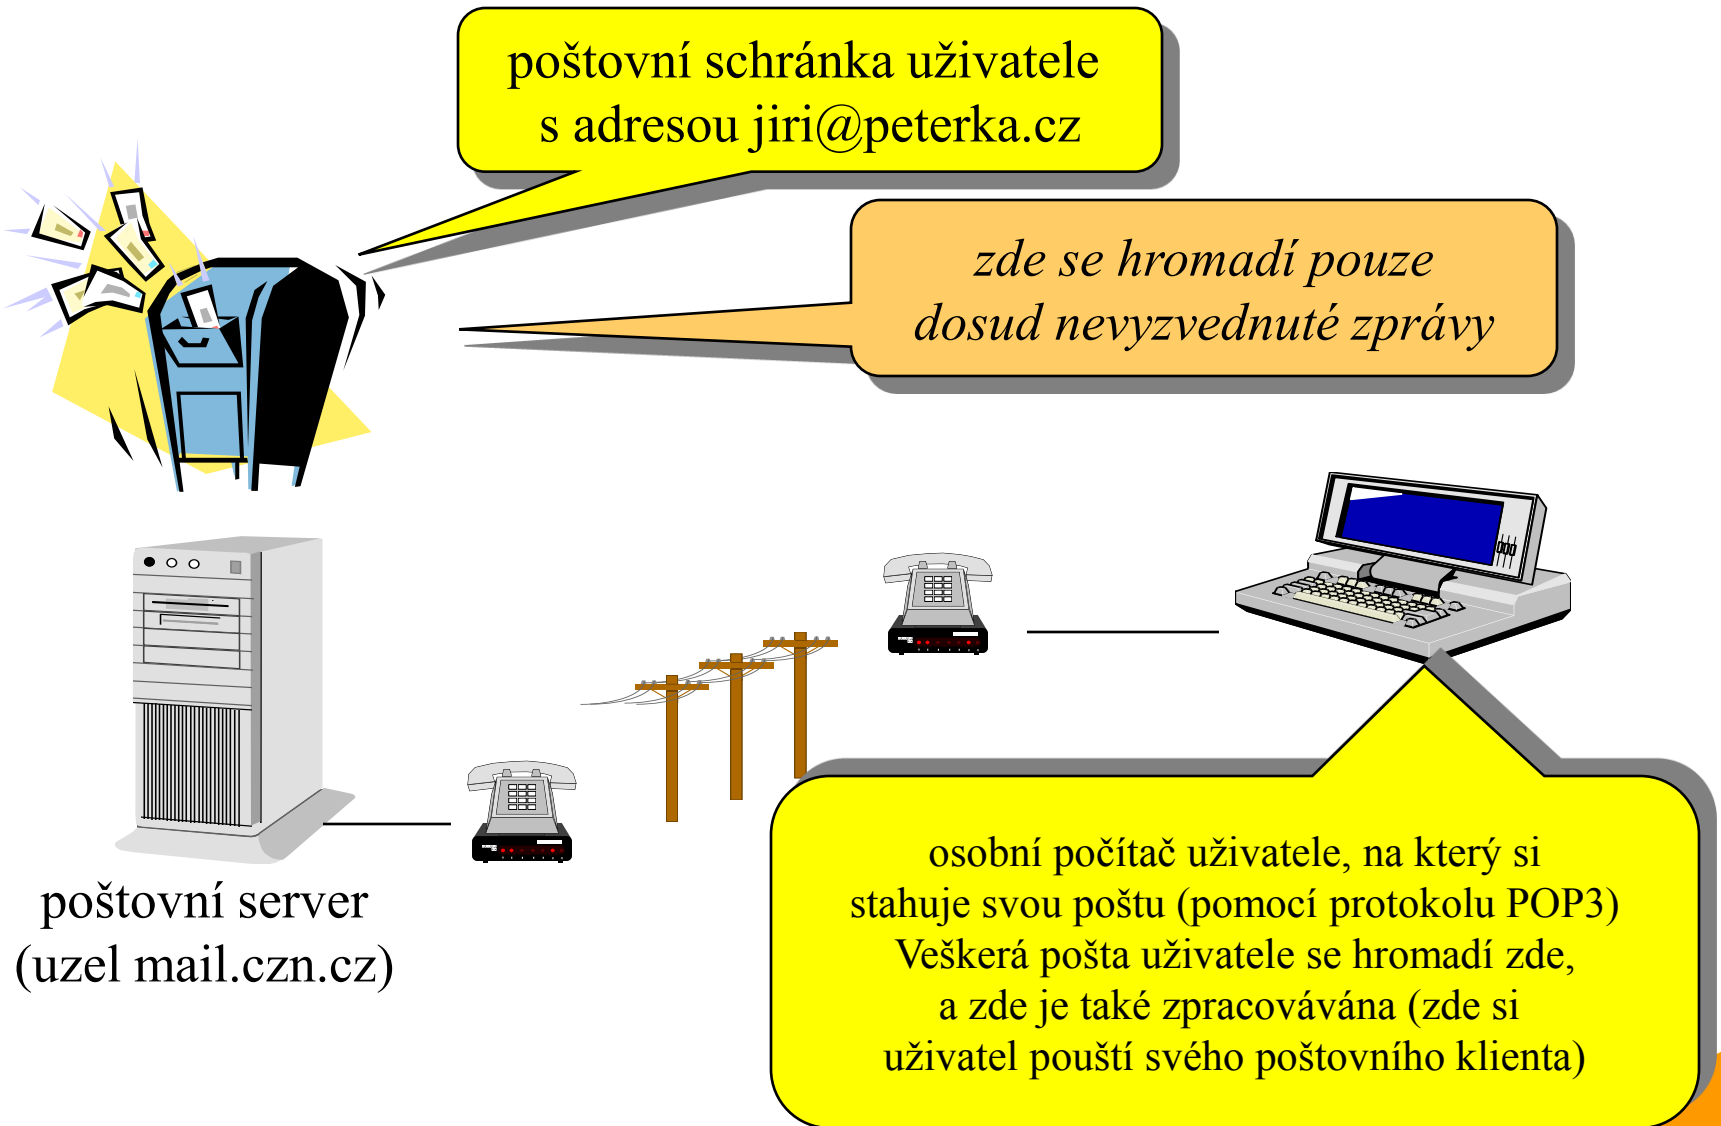 poštovní schránka uživatele
s adresou jiri@peterka.cz
zde se hromadí pouze
dosud nevyzvednuté zprávy
poštovní server
(uzel mail.czn.cz)
osobní počítač uživatele, na který si
stahuje svou poštu (pomocí protokolu POP3)
Veškerá pošta uživatele se hromadí zde,
a zde je také zpracovávána (zde si
uživatel pouští svého poštovního klienta)